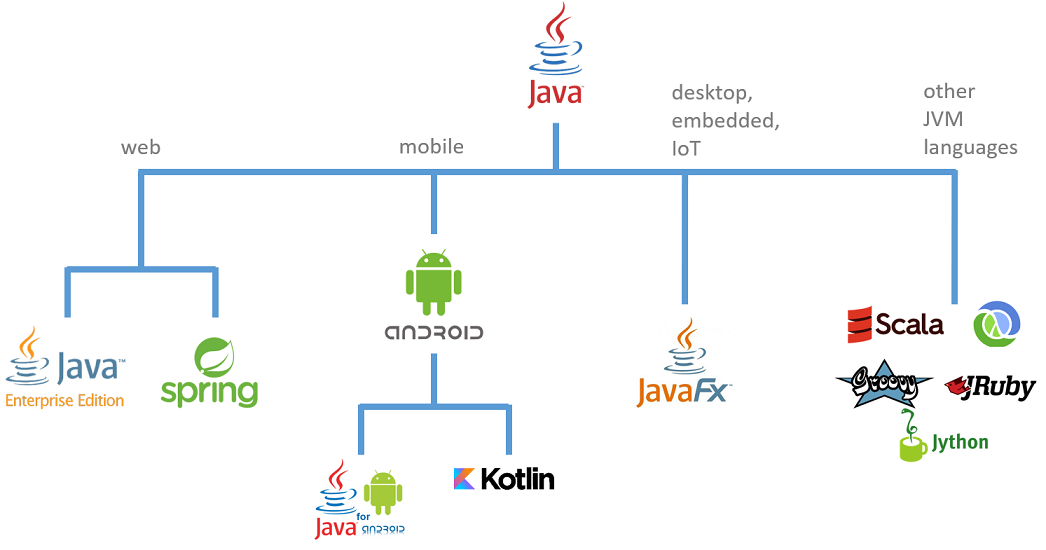 Java
desktop,
embedded,
IoT
other
JVM
languages
web
mobile
android
Java™
Enterprise Edition
spring
JavaFx™
Scala
Groovy
JRuby
Jython
Java for android
Kotlin